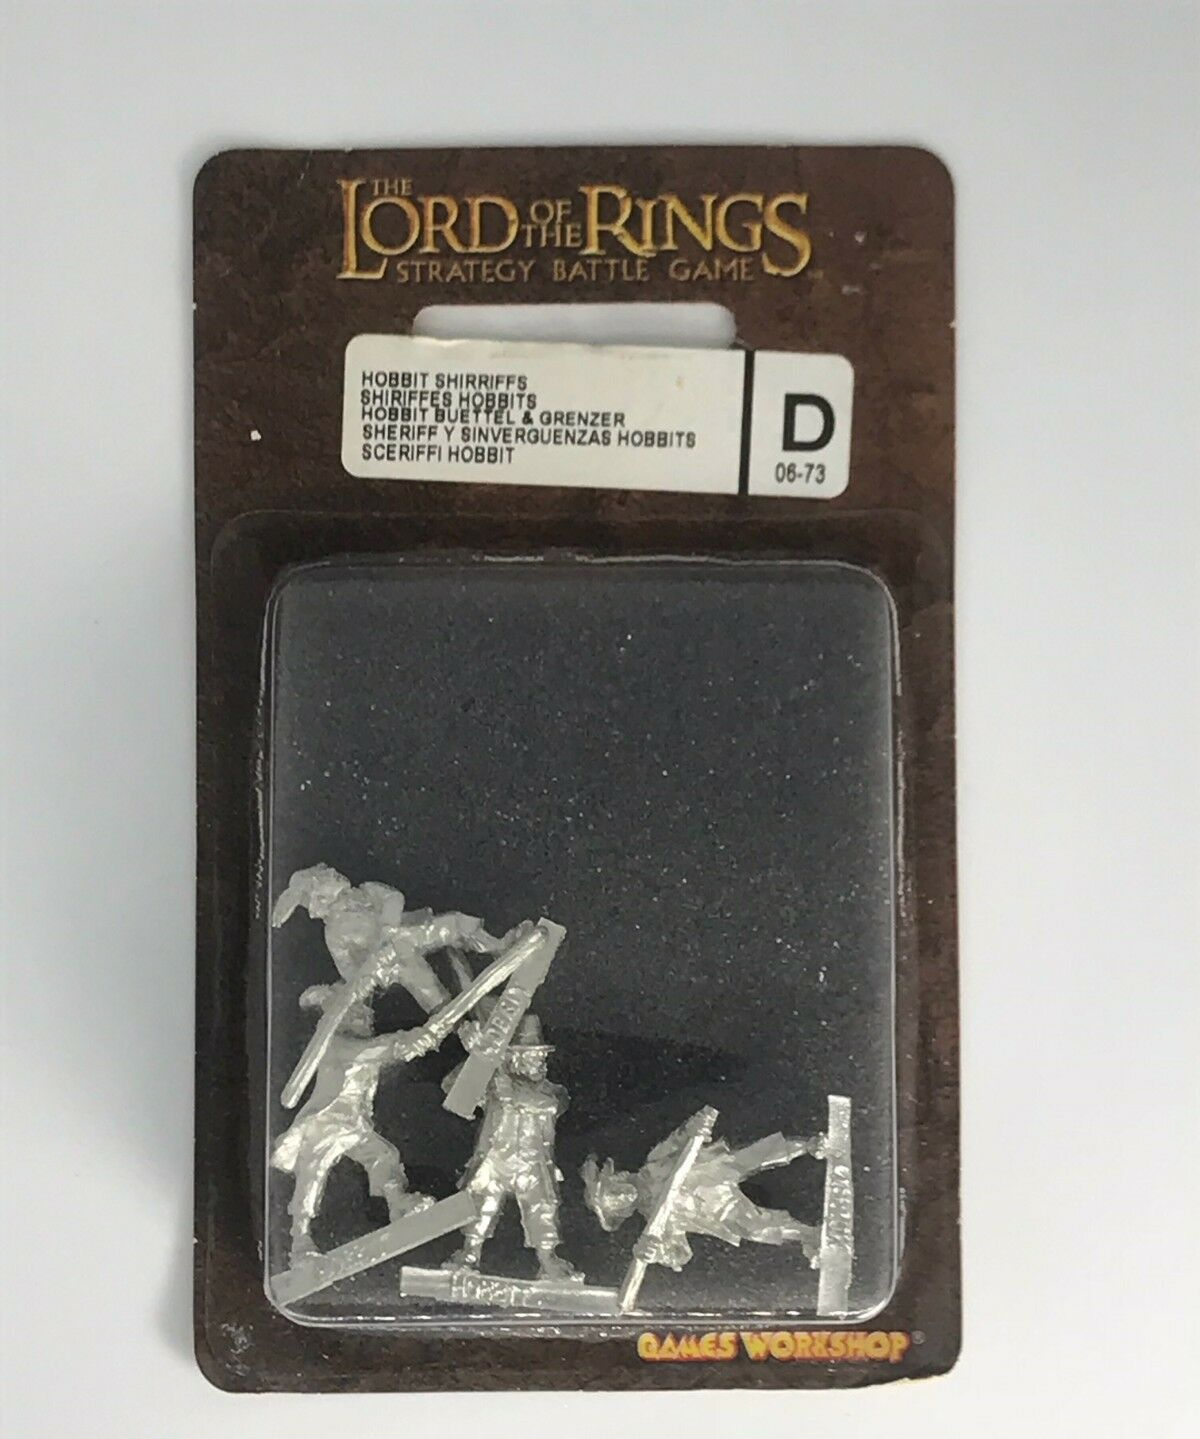 THE LORD OF THE RINGS
STRATEGY BATTLE GAME
HOBBIT SHIRRIFFS
SHIRIFFES HOBBITS
HOBBIT BUETTEL & GRENZER
SHERIFF Y SINVERGUENZAS HOBBITS
SCERIFFI HOBBIT
D
06-73
HOBBIT
GAMES WORKSHOP®